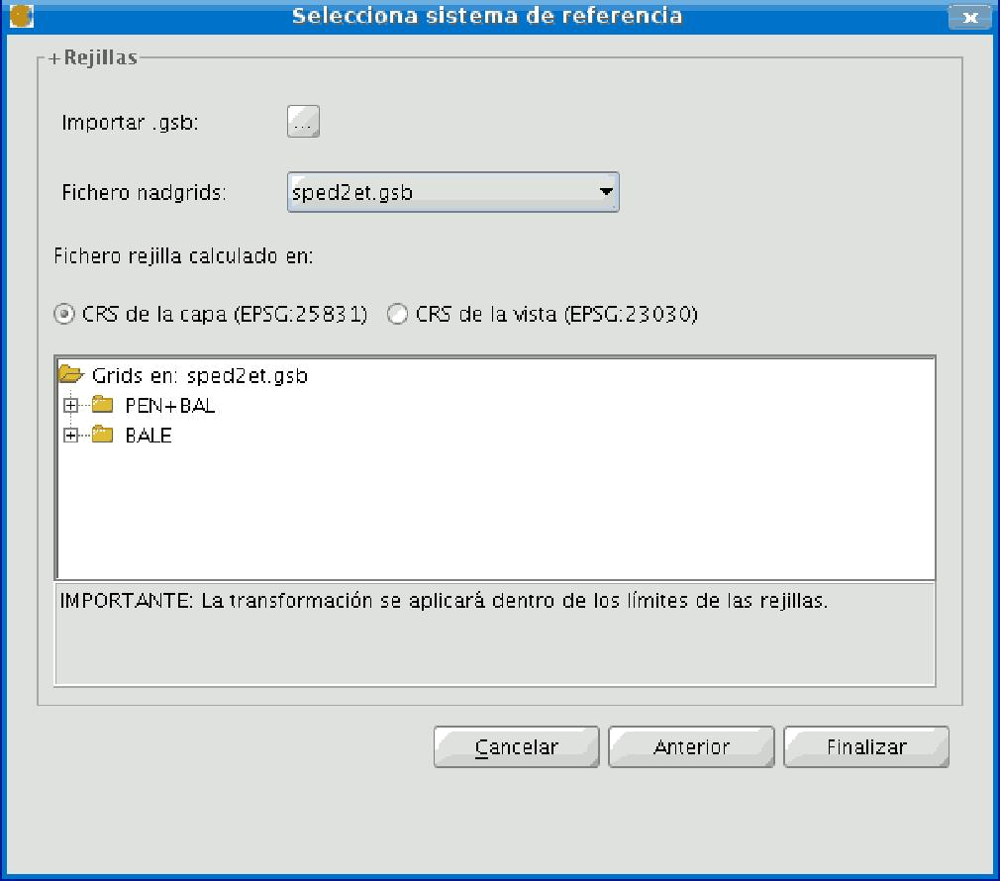 Selecciona sistema de referencia
+Rejillas
Importar .gsb:
...
Fichero nadgrids:
sped2et.gsb
Fichero rejilla calculado en:
CRS de la capa (EPSG:25831) CRS de la vista (EPSG:23030)
Grids en: sped2et.gsb
PEN+BAL
BALE
IMPORTANTE: La transformación se aplicará dentro de los límites de las rejillas.
Cancelar Anterior Finalizar